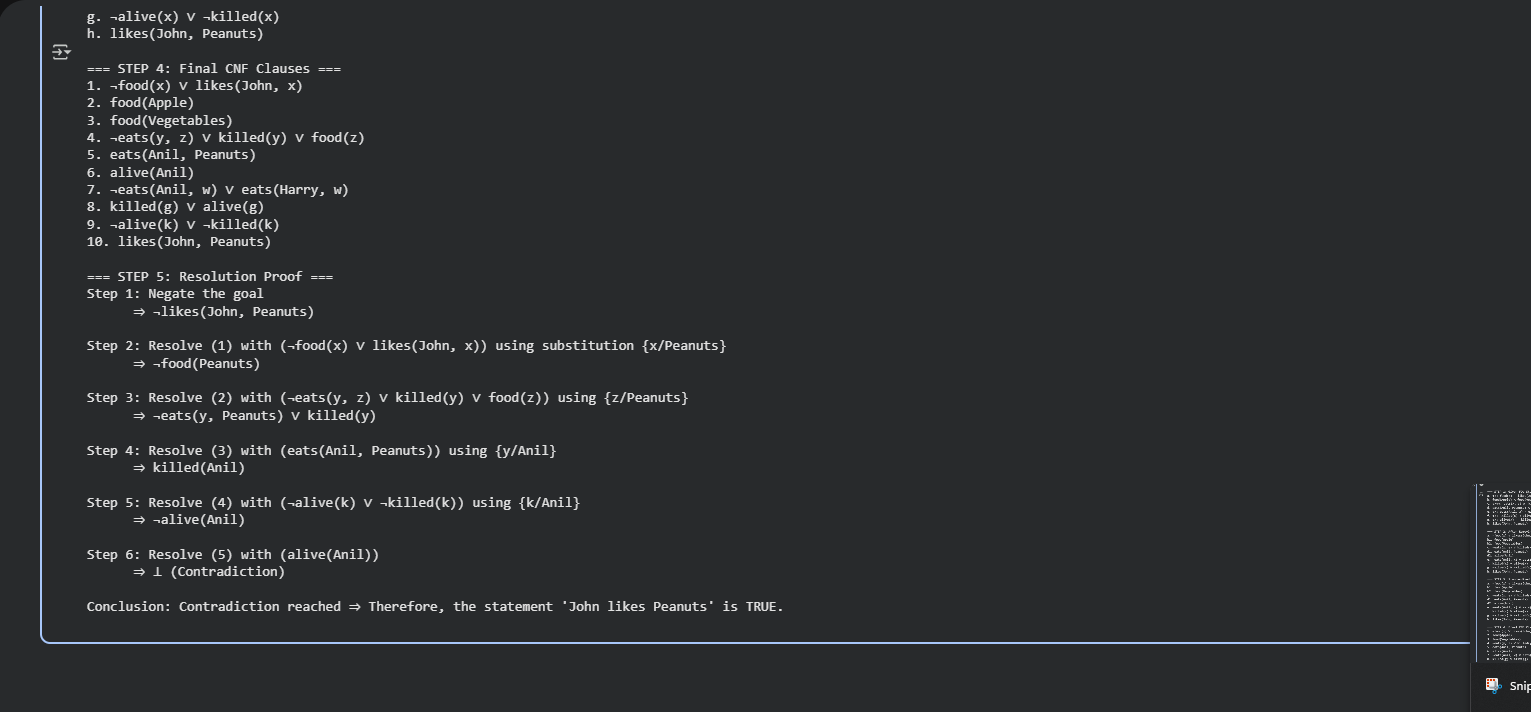 g. ¬alive(x) ∨ ¬killed(x)
h. likes(John, Peanuts)
=== STEP 4: Final CNF Clauses ===
1. ¬food(x) ∨ likes(John, x)
2. food(Apple)
3. food(Vegetables)
4. ¬eats(y, z) ∨ killed(y) ∨ food(z)
5. eats(Anil, Peanuts)
6. alive(Anil)
7. ¬eats(Anil, w) ∨ eats(Harry, w)
8. killed(g) ∨ alive(g)
9. ¬alive(k) ∨ ¬killed(k)
10. likes(John, Peanuts)
=== STEP 5: Resolution Proof ===
Step 1: Negate the goal
⇒ ¬likes(John, Peanuts)
Step 2: Resolve (1) with (¬food(x) ∨ likes(John, x)) using substitution {x/Peanuts}
⇒ ¬food(Peanuts)
Step 3: Resolve (2) with (¬eats(y, z) ∨ killed(y) ∨ food(z)) using {z/Peanuts}
⇒ ¬eats(y, Peanuts) ∨ killed(y)
Step 4: Resolve (3) with (eats(Anil, Peanuts)) using {y/Anil}
⇒ killed(Anil)
Step 5: Resolve (4) with (¬alive(k) ∨ ¬killed(k)) using {k/Anil}
⇒ ¬alive(Anil)
Step 6: Resolve (5) with (alive(Anil))
⇒ ⊥ (Contradiction)
Conclusion: Contradiction reached ⇒ Therefore, the statement 'John likes Peanuts' is TRUE.
Snip